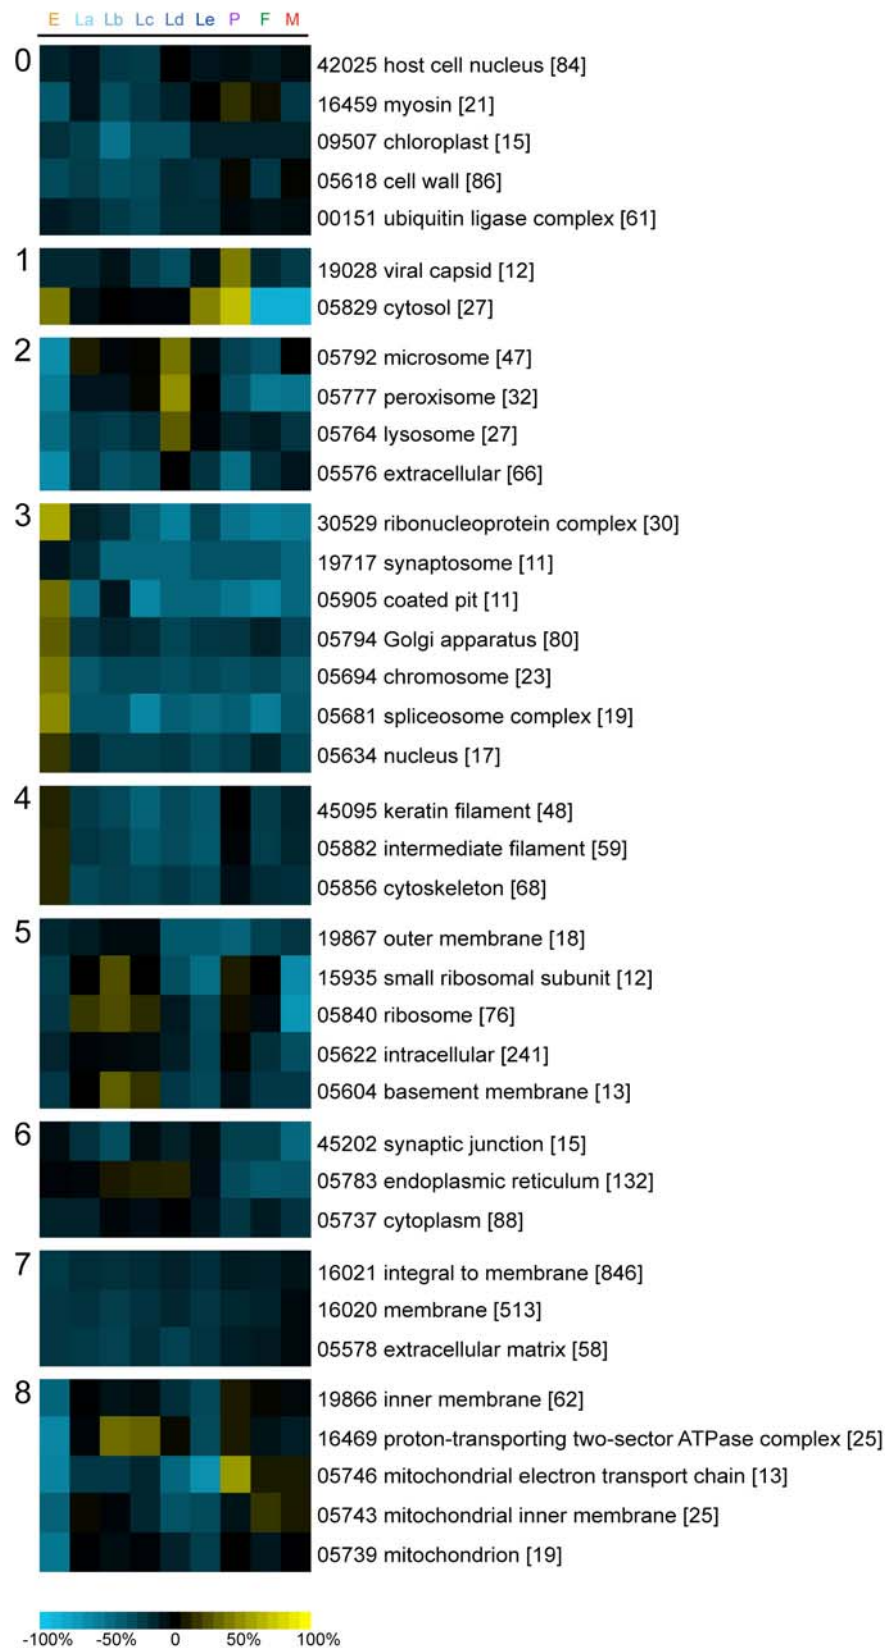 E La Lb Lc Ld Le P F M
0
42025 host cell nucleus [84]
16459 myosin [21]
09507 chloroplast [15]
05618 cell wall [86]
00151 ubiquitin ligase complex [61]
1
19028 viral capsid [12]
05829 cytosol [27]
2
05792 microsome [47]
05777 peroxisome [32]
05764 lysosome [27]
05576 extracellular [66]
3
30529 ribonucleoprotein complex [30]
19717 synaptosome [11]
05905 coated pit [11]
05794 Golgi apparatus [80]
05694 chromosome [23]
05681 spliceosome complex [19]
05634 nucleus [17]
4
45095 keratin filament [48]
05882 intermediate filament [59]
05856 cytoskeleton [68]
5
19867 outer membrane [18]
15935 small ribosomal subunit [12]
05840 ribosome [76]
05622 intracellular [241]
05604 basement membrane [13]
6
45202 synaptic junction [15]
05783 endoplasmic reticulum [132]
05737 cytoplasm [88]
7
16021 integral to membrane [846]
16020 membrane [513]
05578 extracellular matrix [58]
8
19866 inner membrane [62]
16469 proton-transporting two-sector ATPase complex [25]
05746 mitochondrial electron transport chain [13]
05743 mitochondrial inner membrane [25]
05739 mitochondrion [19]
-100% -50% 0 50% 100%